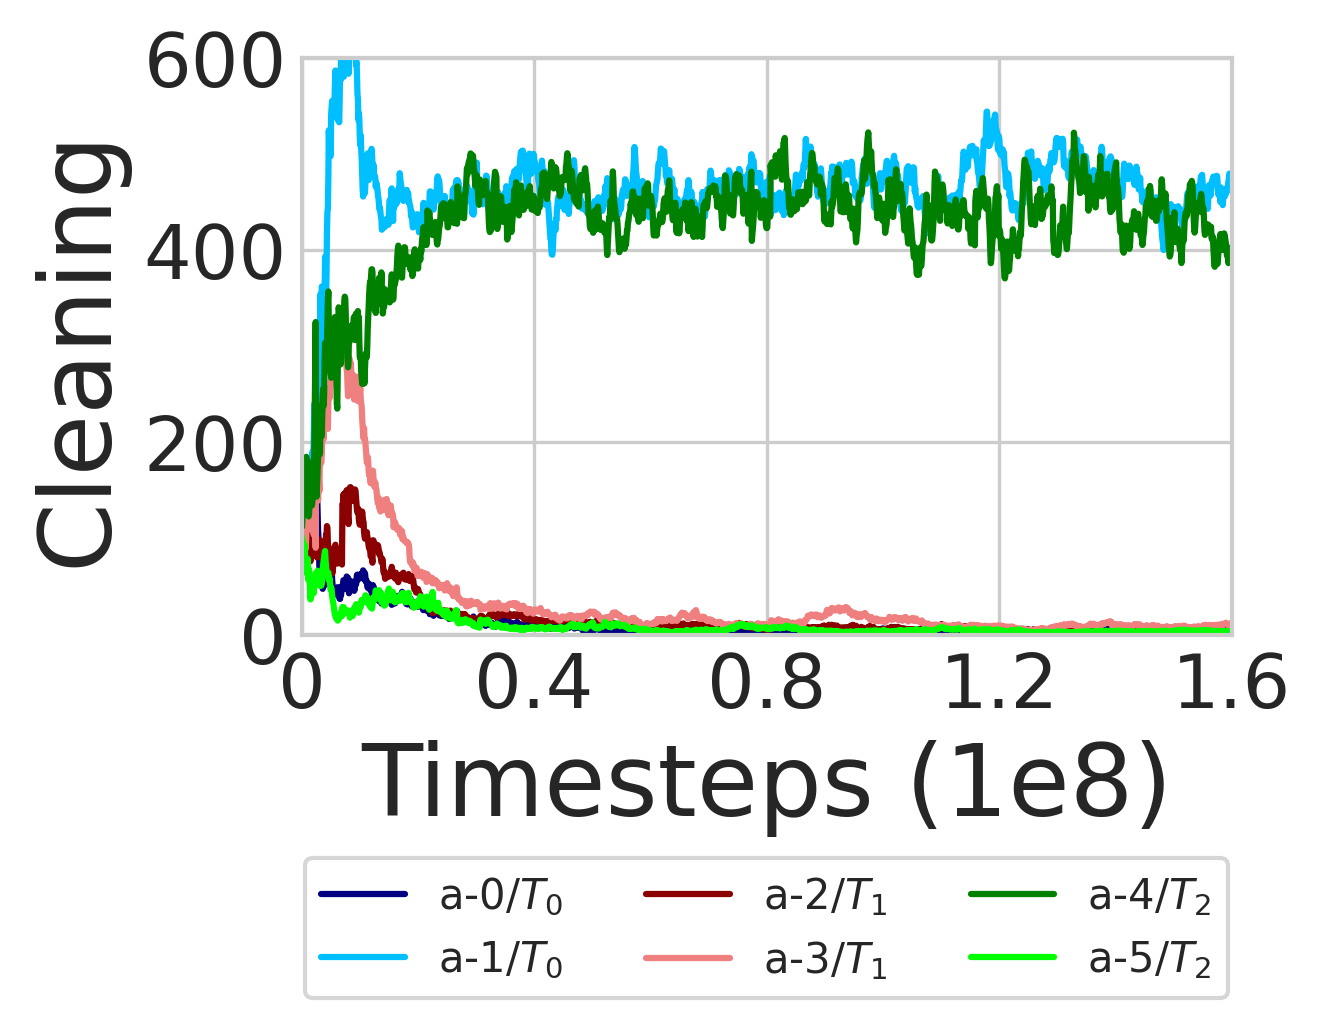 600
400
200
0
Cleaning
0 0.4 0.8 1.2 1.6
Timesteps (1e8)
a-0/T₀ a-2/T₁ a-4/T₂
a-1/T₀ a-3/T₁ a-5/T₂